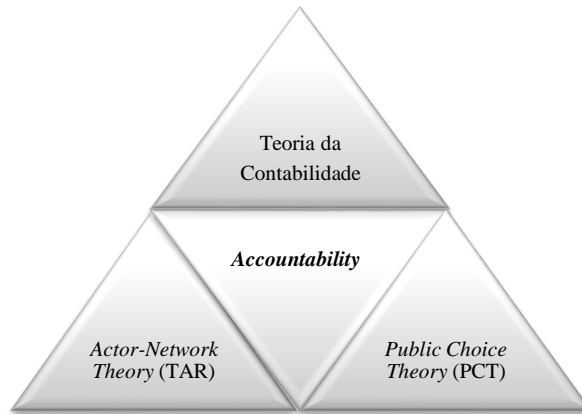 Teoria da
Contabilidade
Accountability
Actor-Network
Theory (TAR)
Public Choice
Theory (PCT)